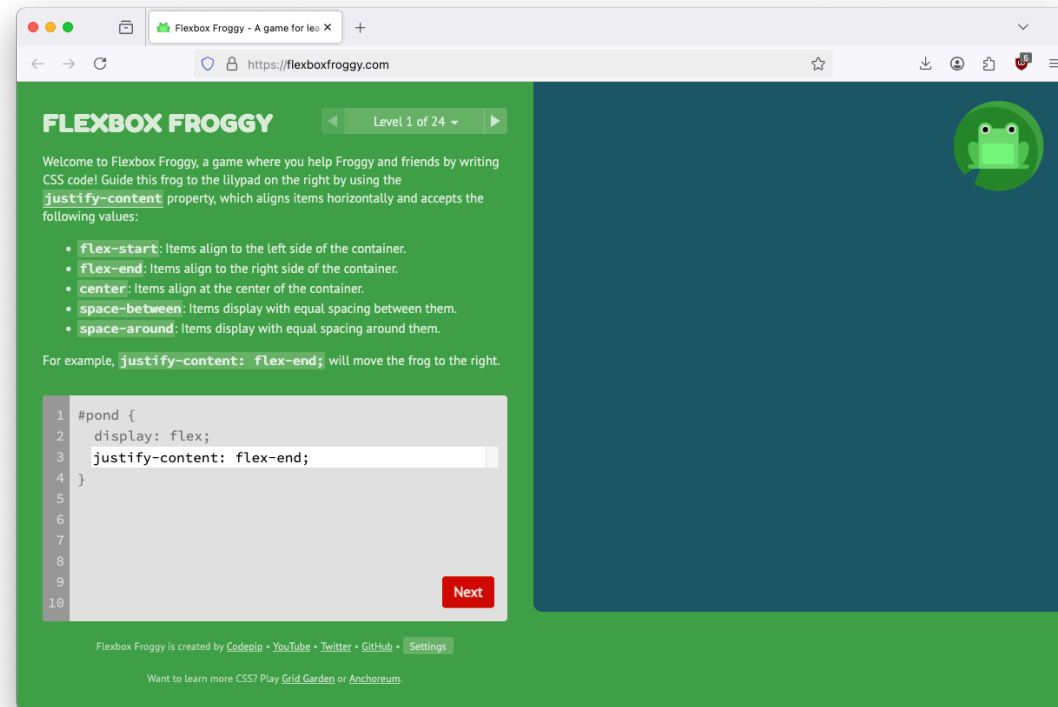 Flexbox Froggy - A game for lea
https://flexboxfroggy.com
5
FLEXBOX FROGGY
Level 1 of 24
Welcome to Flexbox Froggy, a game where you help Froggy and friends by writing
CSS code! Guide this frog to the lilypad on the right by using the
justify-content property, which aligns items horizontally and accepts the
following values:
• flex-start: Items align to the left side of the container.
• flex-end: Items align to the right side of the container.
• center: Items align at the center of the container.
• space-between: Items display with equal spacing between them.
• space-around: Items display with equal spacing around them.
For example, justify-content: flex-end; will move the frog to the right.
1 #pond {
2 display: flex;
3 justify-content: flex-end;
4 }
5
6
7
8
9
10
Next
Flexbox Froggy is created by Codepip • YouTube • Twitter • GitHub • Settings
Want to learn more CSS? Play Grid Garden or Anchoreum.